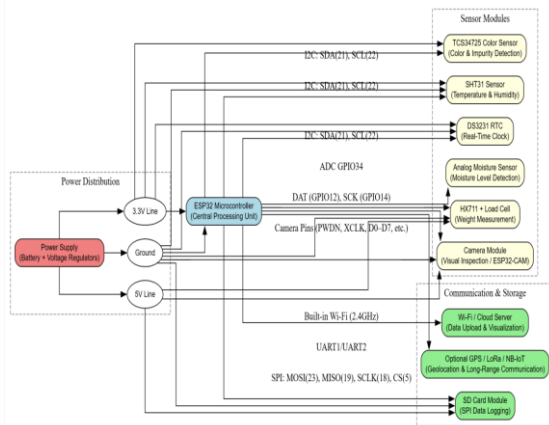 Sensor Modules
TCS34725 Color Sensor
(Color & Impurity Detection)
I2C: SDA(21), SCL(22)
SHT31 Sensor
(Temperature & Humidity)
I2C: SDA(21), SCL(22)
DS3231 RTC
(Real-Time Clock)
I2C: SDA(21), SCL(22)
ADC GPIO34
Analog Moisture Sensor
(Moisture Level Detection)
Power Distribution
3.3V Line
ESP32 Microcontroller
(Central Processing Unit)
DAT (GPIO12), SCK (GPIO14)
HX711 + Load Cell
(Weight Measurement)
Camera Pins (PWDN, XCLK, D0-D7, etc.)
Power Supply
(Battery + Voltage Regulators)
Ground
Camera Module
(Visual Inspection / ESP32-CAM)
5V Line
Communication & Storage
Built-in Wi-Fi (2.4GHz)
Wi-Fi / Cloud Server
(Data Upload & Visualization)
UART1/UART2
Optional GPS / LoRa / NB-IoT
(Geolocation & Long-Range Communication)
SPI: MOSI(23), MISO(19), SCLK(18), CS(5)
SD Card Module
(SPI Data Logging)